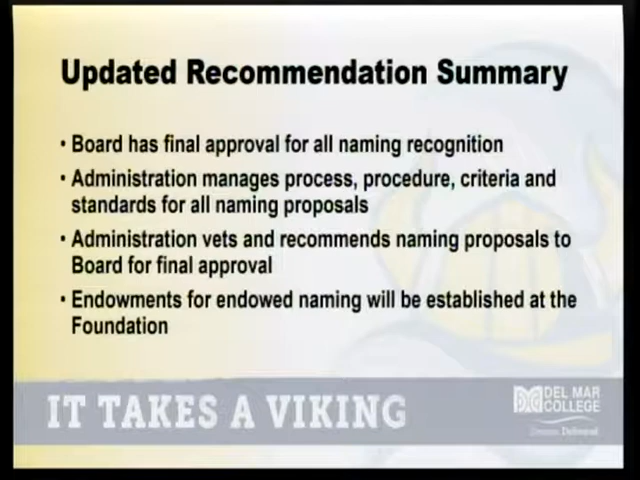 Updated Recommendation Summary
• Board has final approval for all naming recognition
• Administration manages process, procedure, criteria and
standards for all naming proposals
• Administration vets and recommends naming proposals to
Board for final approval
• Endowments for endowed naming will be established at the
Foundation
IT TAKES A VIKING
DEL MAR
COLLEGE